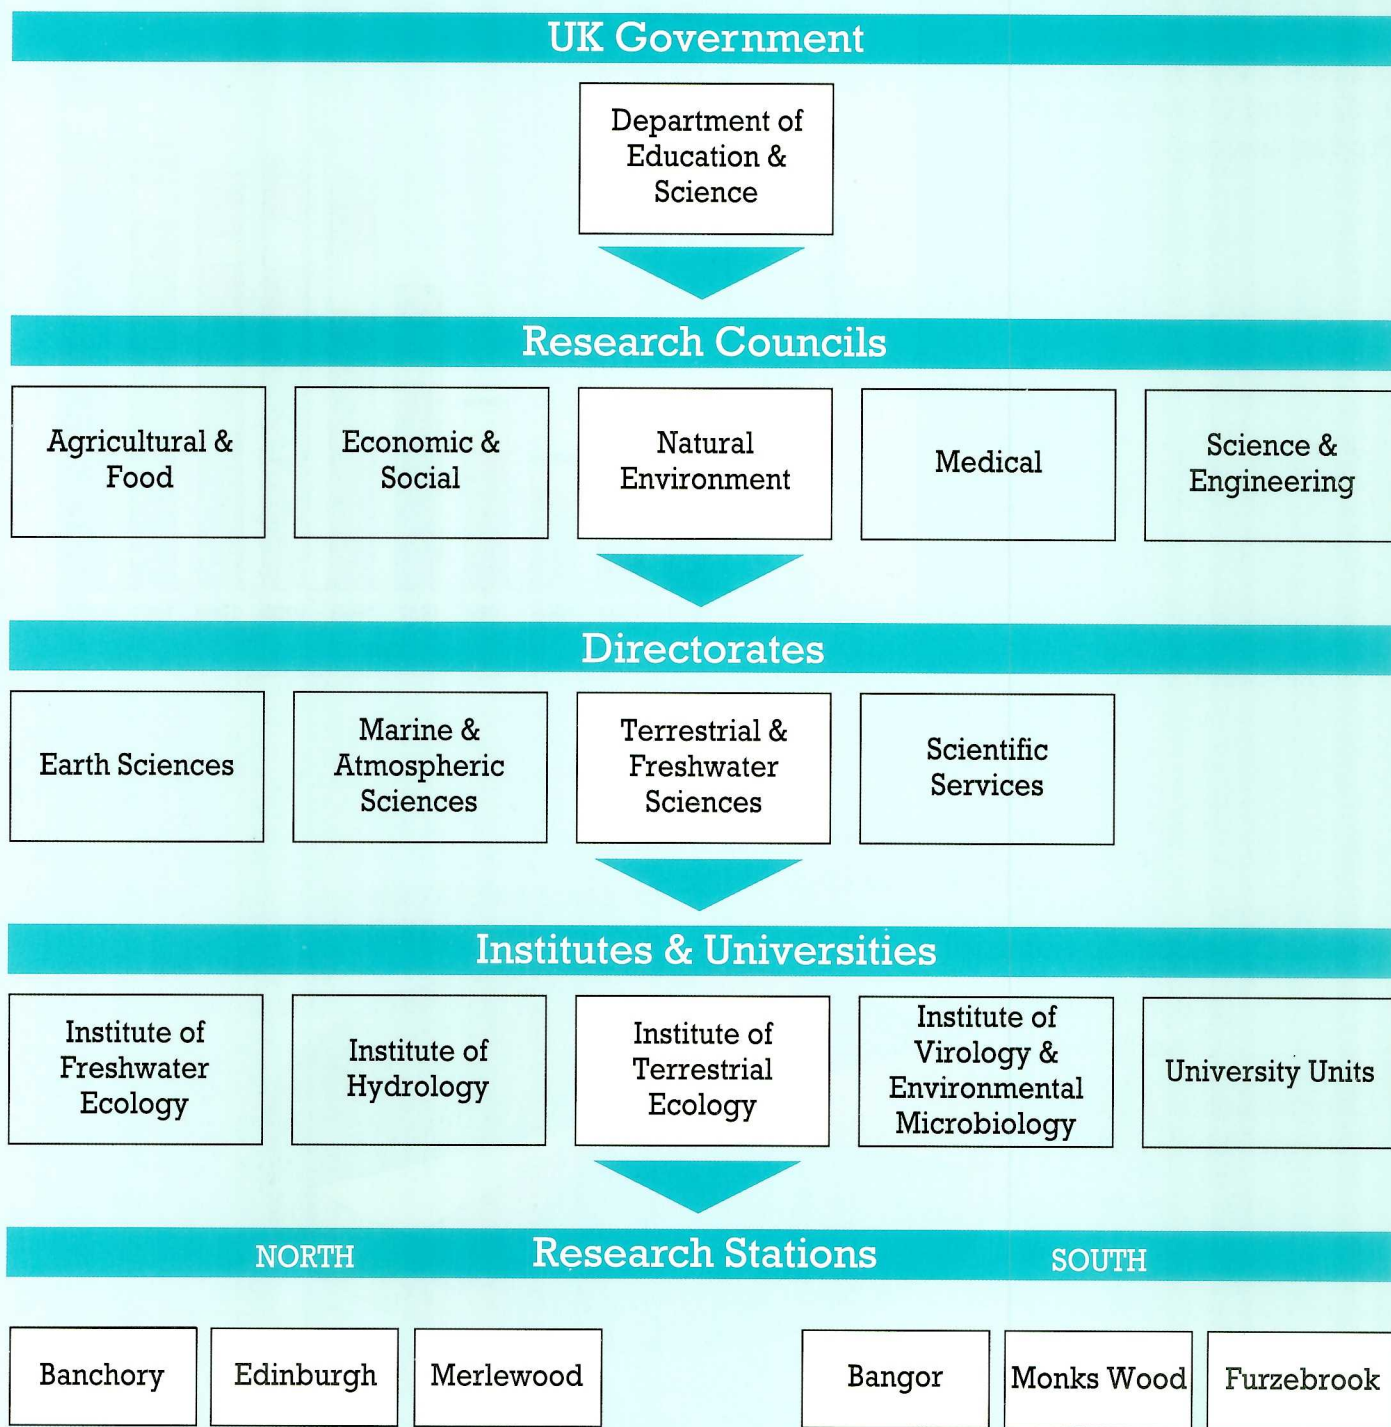 UK Government
Department of
Education &
Science
Research Councils
Agricultural &
Food
Economic &
Social
Natural
Environment
Medical
Science &
Engineering
Directorates
Earth Sciences
Marine &
Atmospheric
Sciences
Terrestrial &
Freshwater
Sciences
Scientific
Services
Institutes & Universities
Institute of
Freshwater
Ecology
Institute of
Hydrology
Institute of
Terrestrial
Ecology
Institute of
Virology &
Environmental
Microbiology
University Units
NORTH
Research Stations
SOUTH
Banchory
Edinburgh
Merlewood
Bangor
Monks Wood
Furzebrook